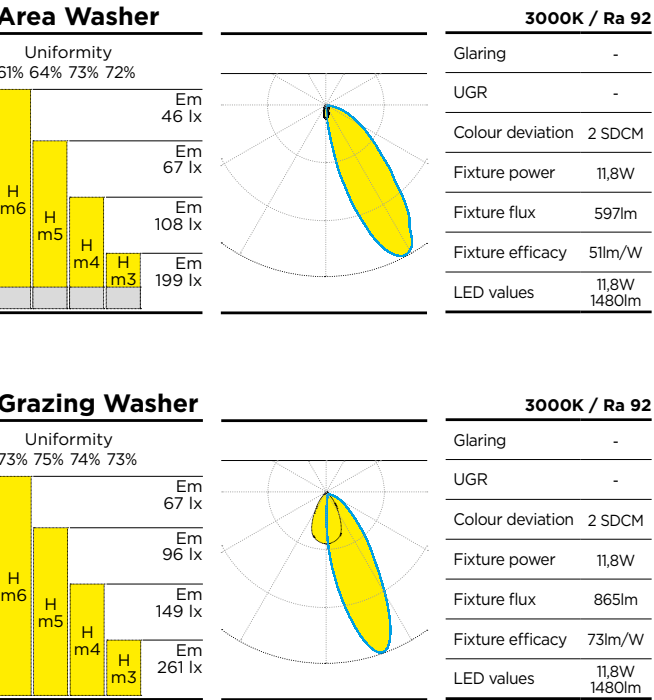 Area Washer
Uniformity
61% 64% 73% 72%
Em
46 lx
Em
67 lx
Em
108 lx
Em
199 lx
H
m6
H
m5
H
m4
H
m3
3000K / Ra 92
Glaring -
UGR -
Colour deviation 2 SDCM
Fixture power 11,8W
Fixture flux 597lm
Fixture efficacy 51lm/W
LED values 11,8W
1480lm
Grazing Washer
Uniformity
73% 75% 74% 73%
Em
67 lx
Em
96 lx
Em
149 lx
Em
261 lx
H
m6
H
m5
H
m4
H
m3
3000K / Ra 92
Glaring -
UGR -
Colour deviation 2 SDCM
Fixture power 11,8W
Fixture flux 865lm
Fixture efficacy 73lm/W
LED values 11,8W
1480lm